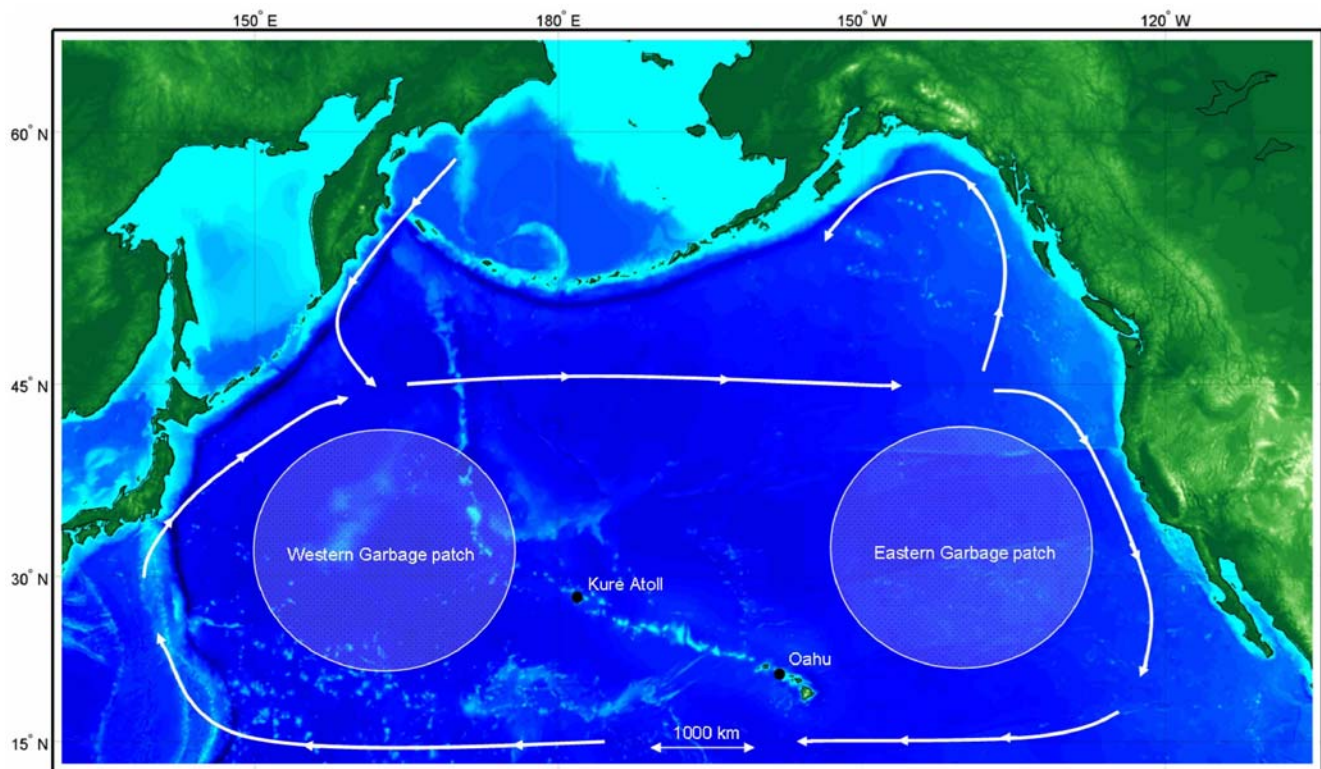 150° E
180° E
150° W
120° W
60° N
45° N
Western Garbage patch
Eastern Garbage patch
30° N
Kure Atoll
Oahu
1000 km
15° N